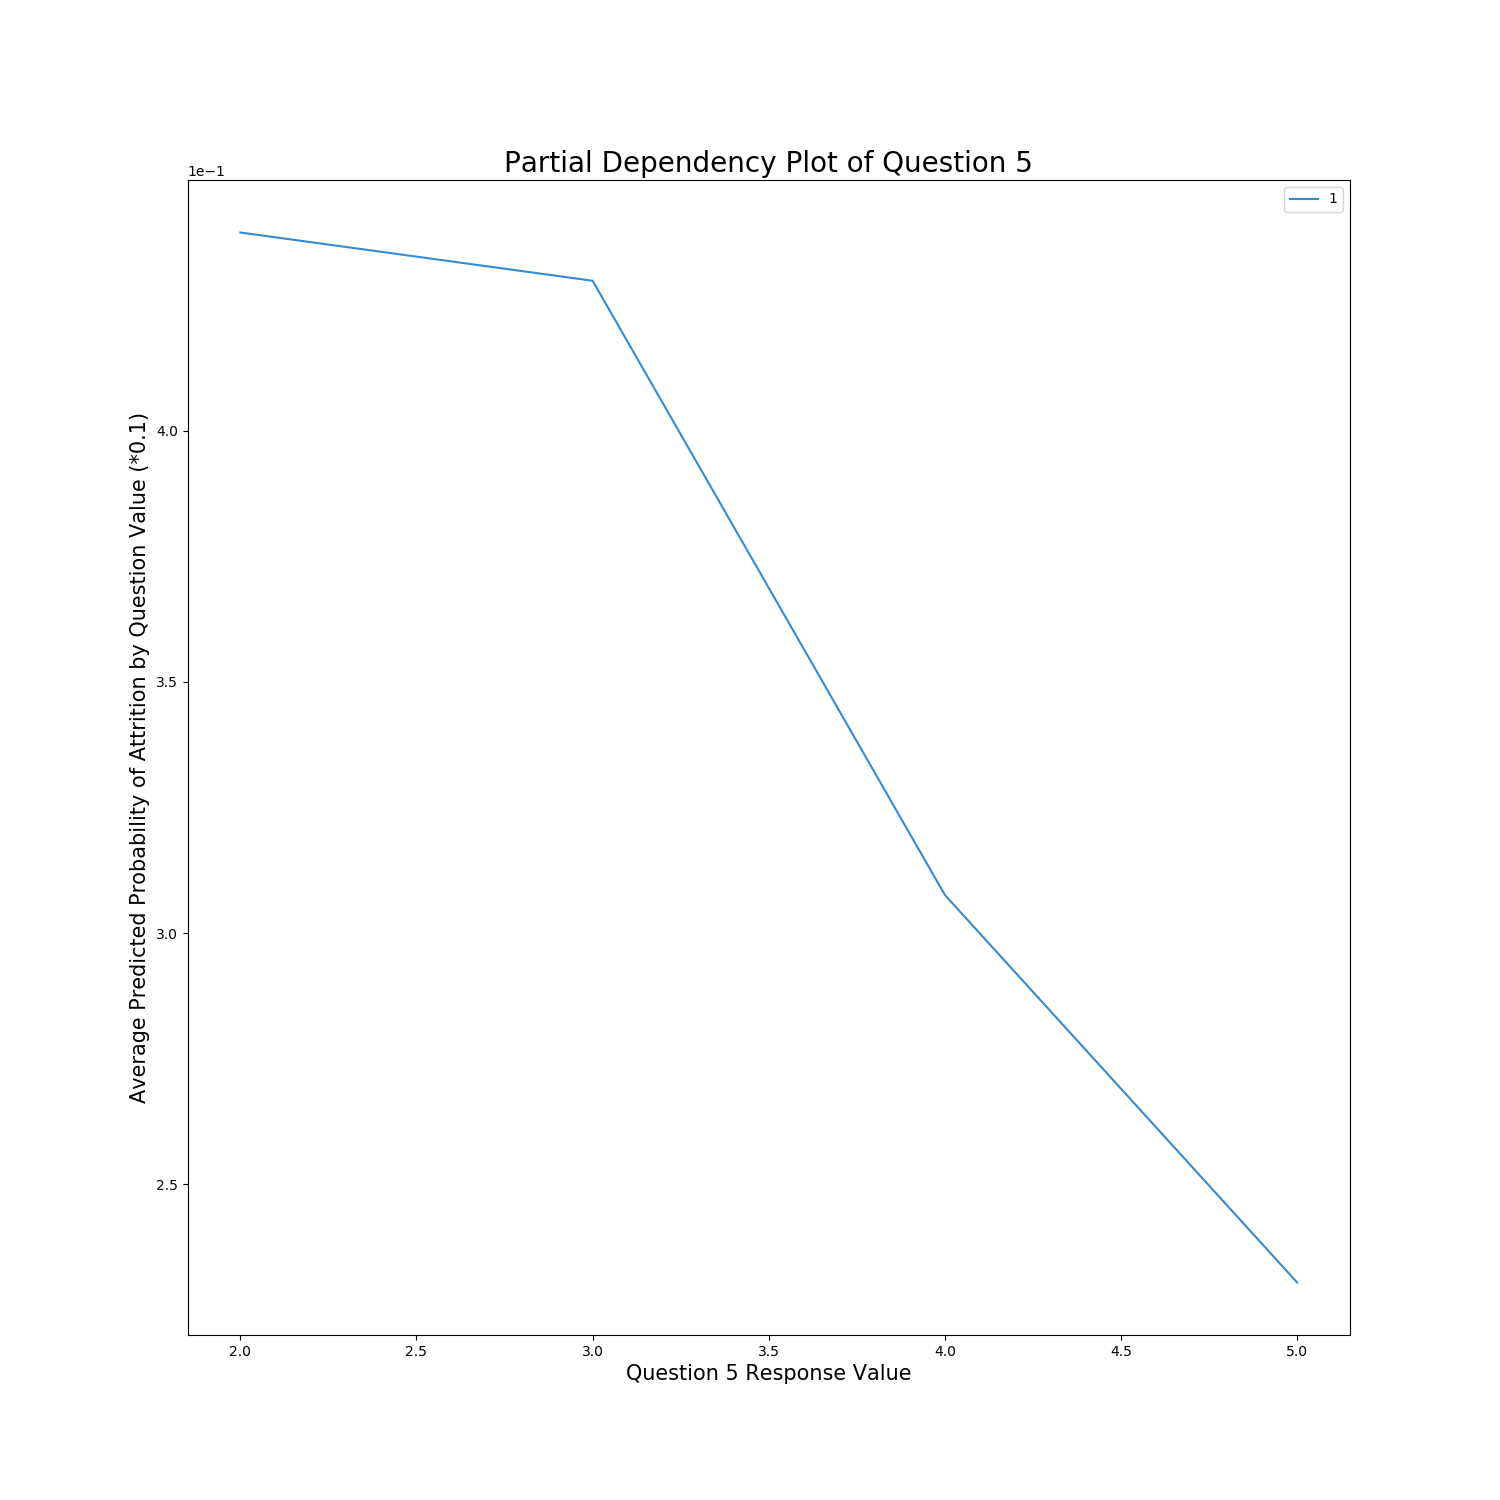 Partial Dependency Plot of Question 5
1e−1
1
Average Predicted Probability of Attrition by Question Value (*0.1)
4.0
3.5
3.0
2.5
2.0 2.5 3.0 3.5 4.0 4.5 5.0
Question 5 Response Value